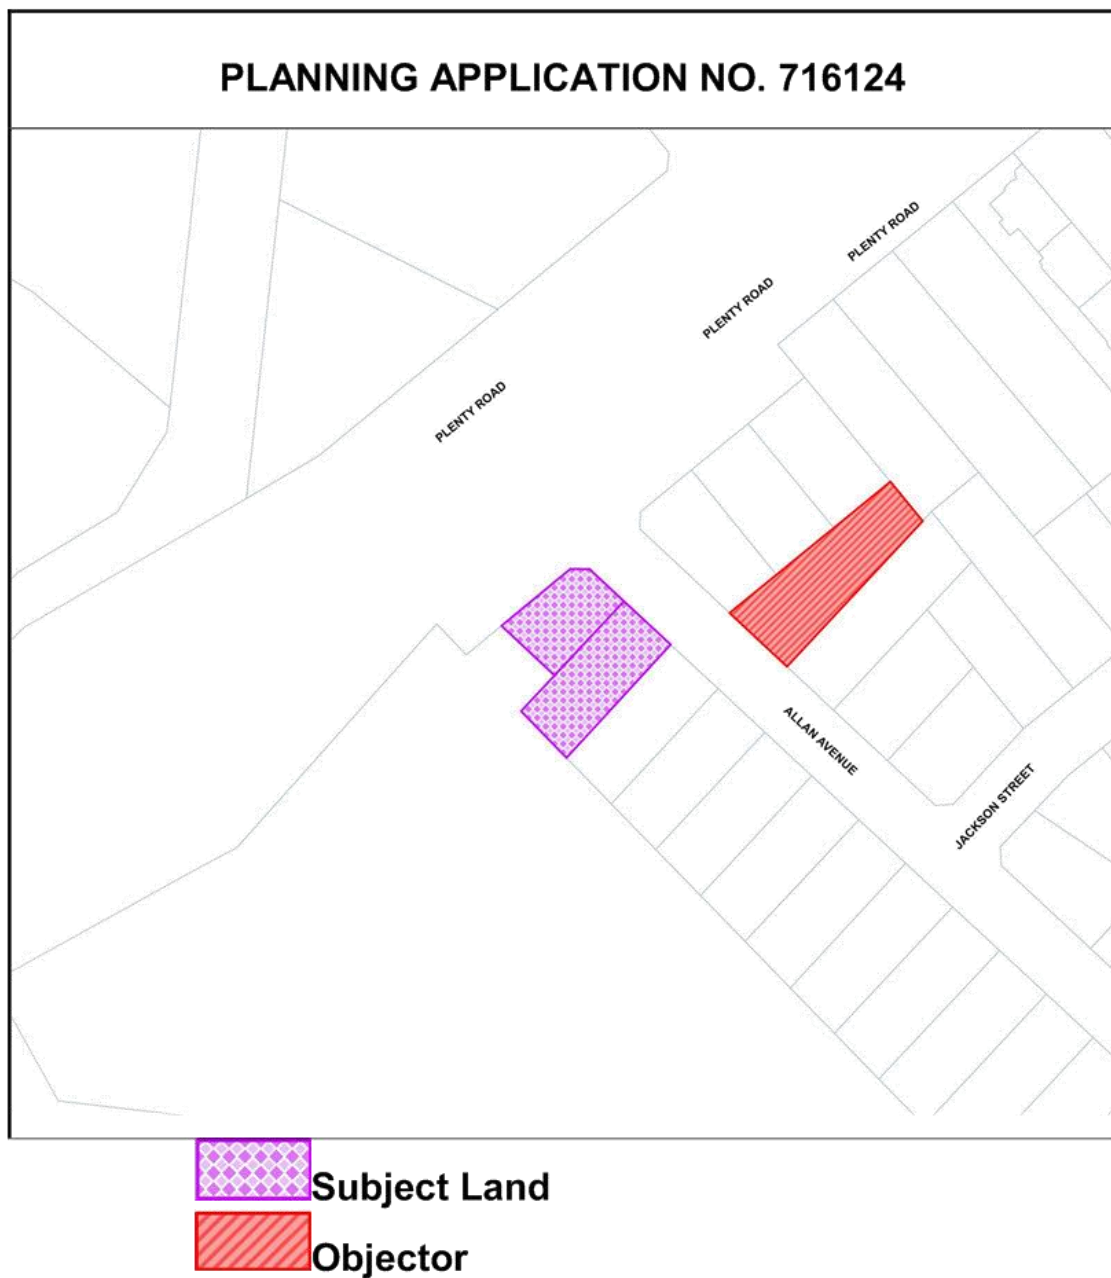 PLANNING APPLICATION NO. 716124
PLENTY ROAD
PLENTY ROAD
PLENTY ROAD
ALLAN AVENUE
JACKSON STREET
Subject Land
Objector